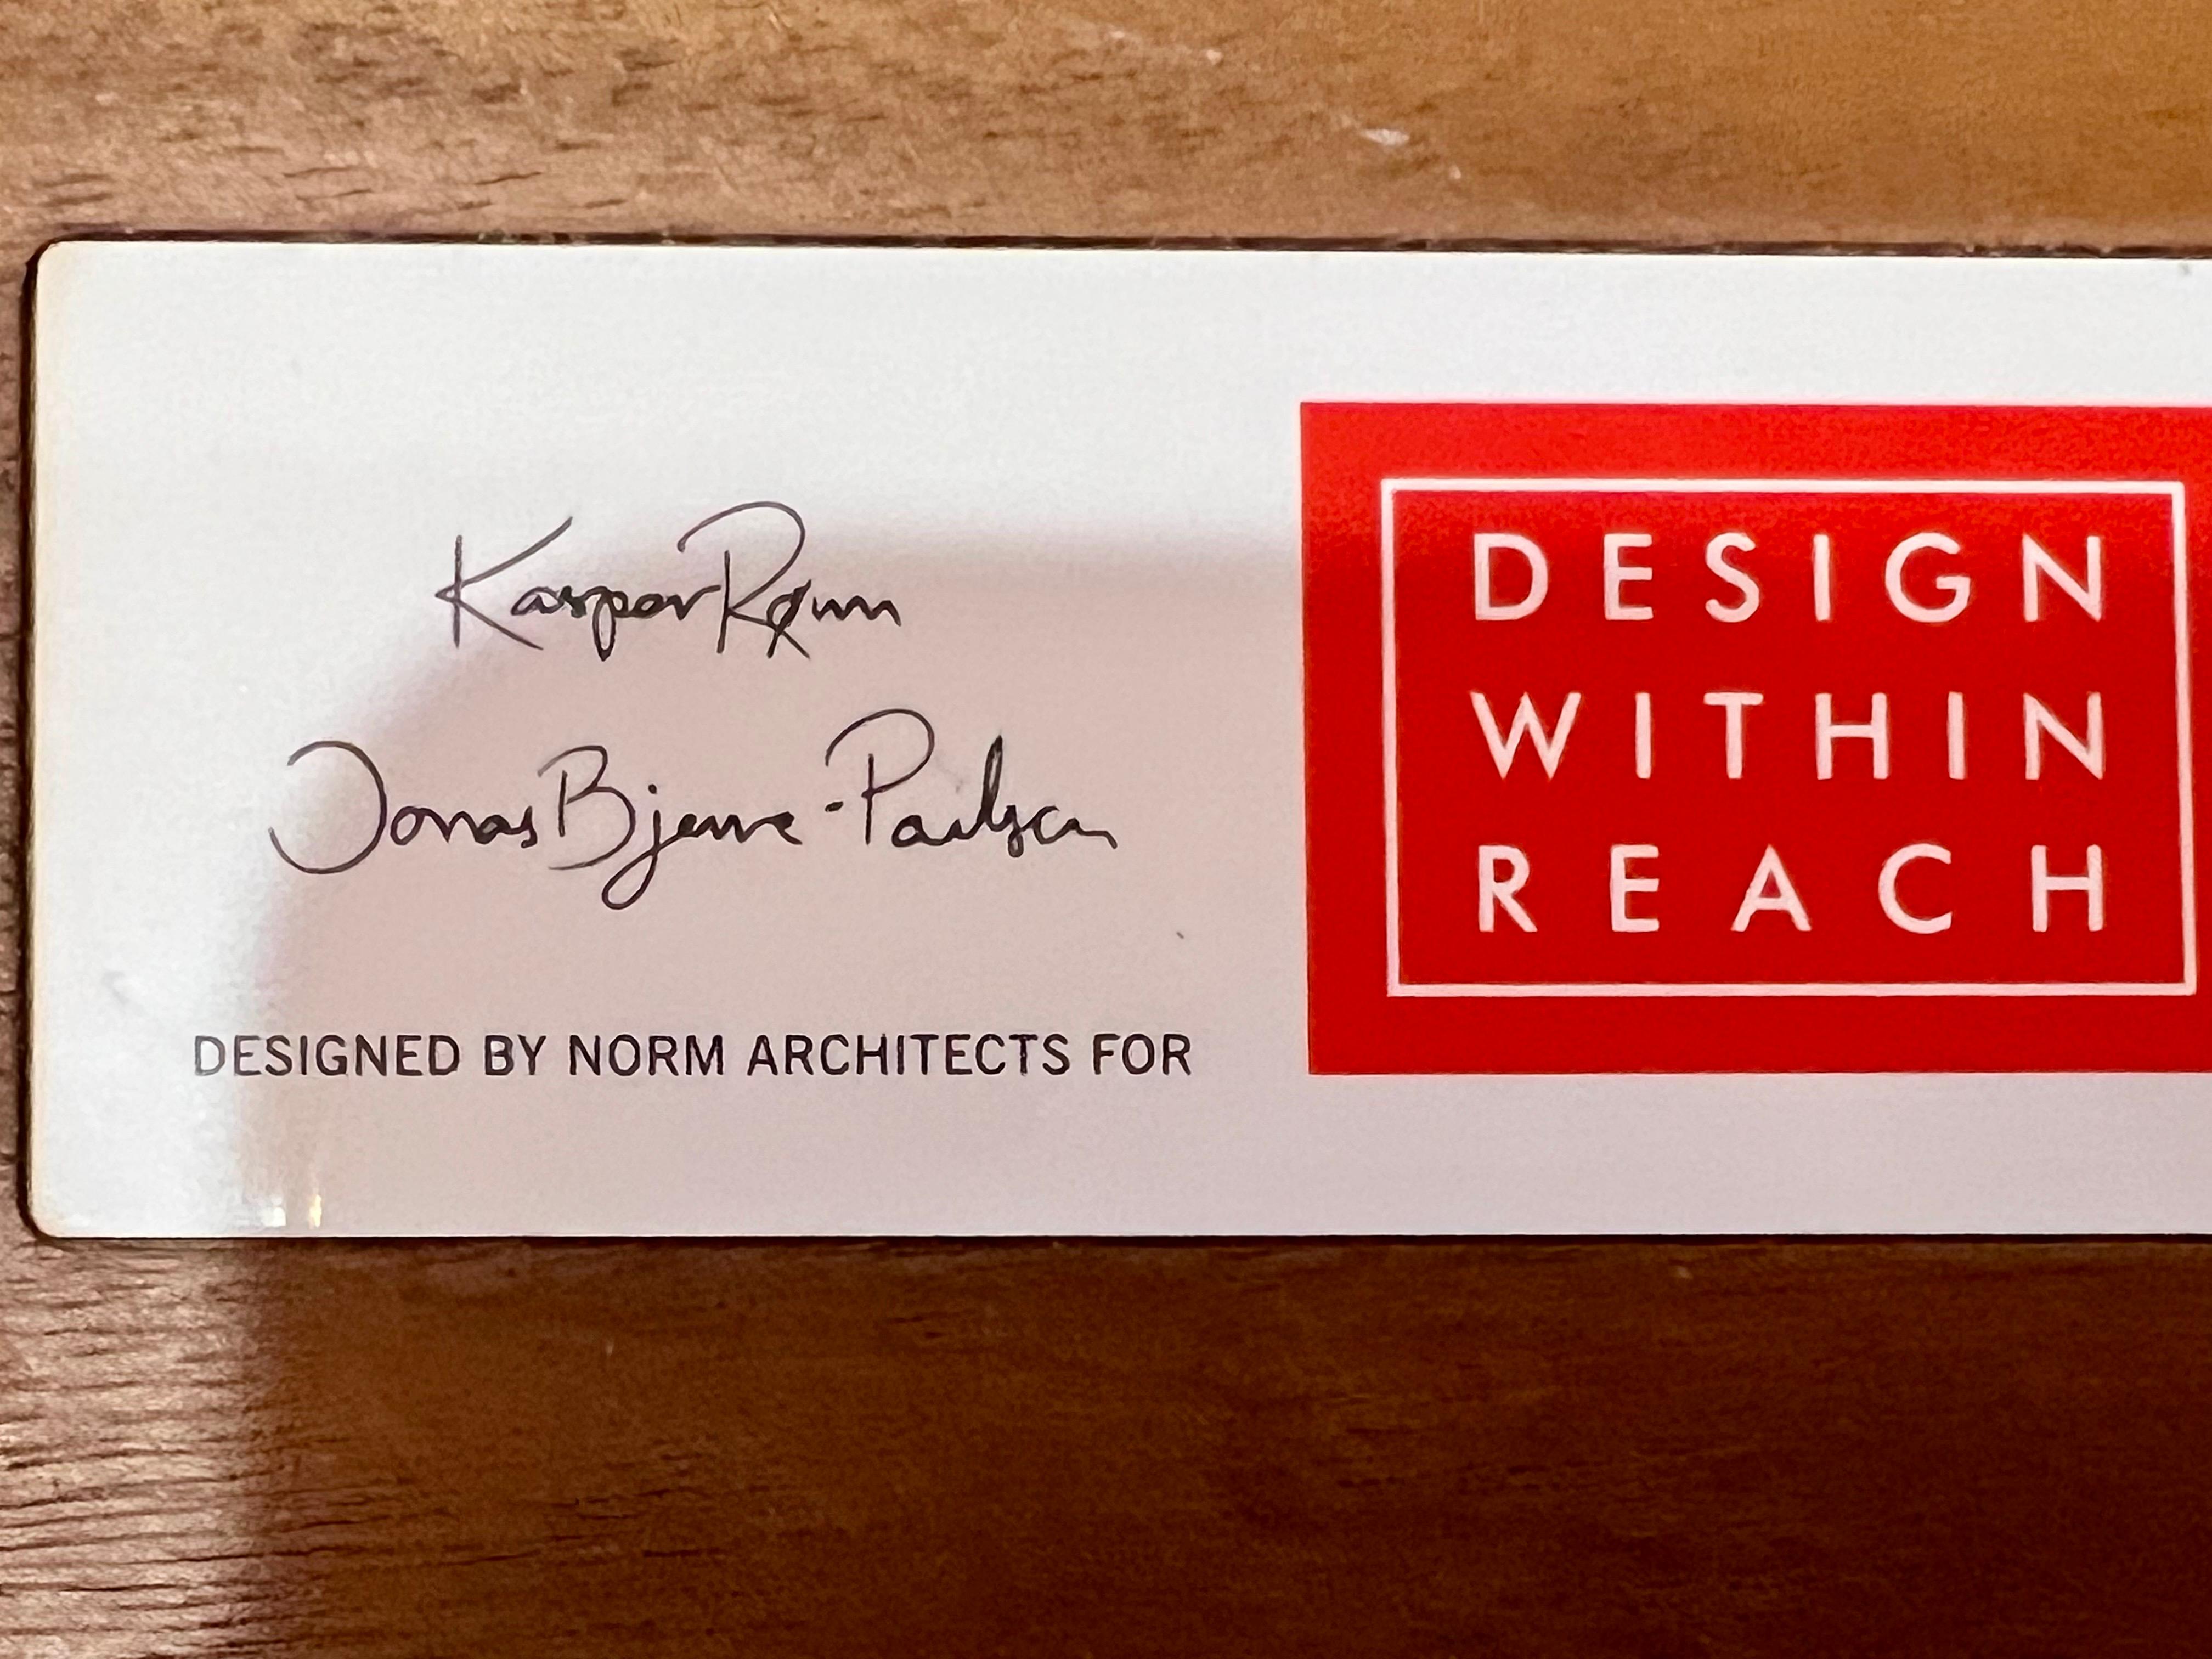 Kasper Rønn
Jonas Bjerre-Poulsen
DESIGNED BY NORM ARCHITECTS FOR
DESIGN
WITHIN
REACH